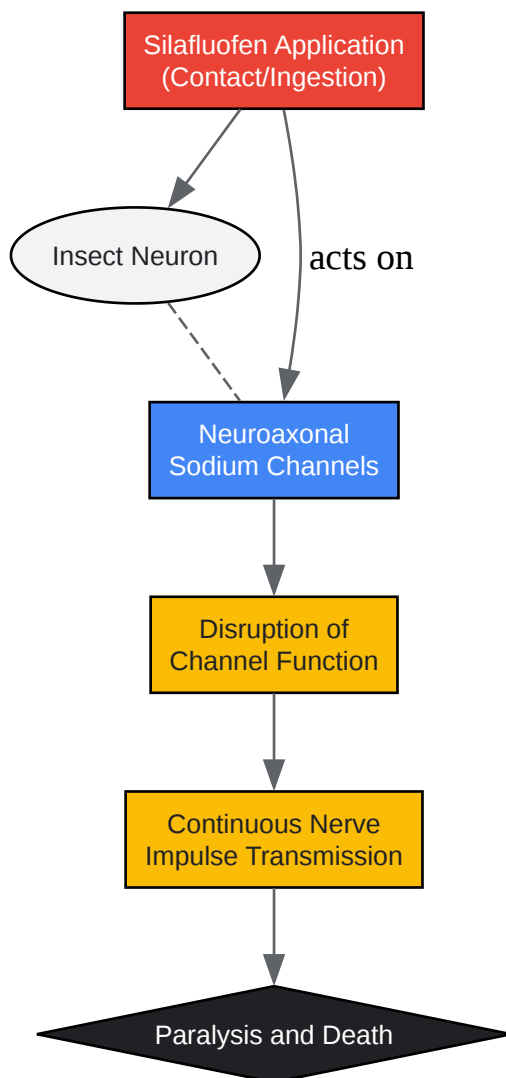 Silafluofen Application
(Contact/Ingestion)
Insect Neuron
acts on
Neuroaxonal
Sodium Channels
Disruption of
Channel Function
Continuous Nerve
Impulse Transmission
Paralysis and Death